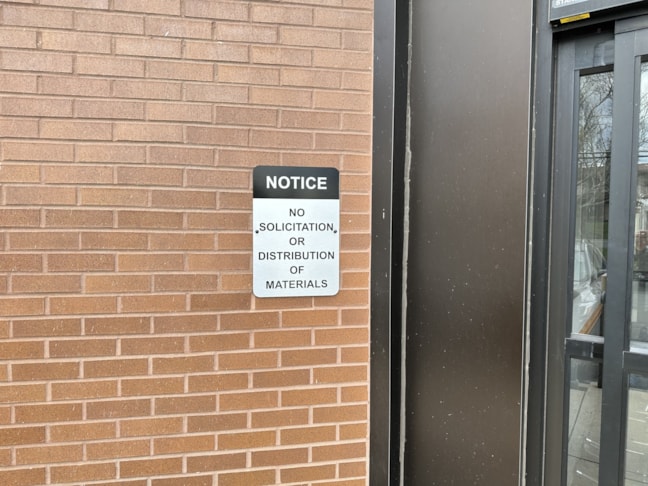 NOTICE
NO
SOLICITATION
OR
DISTRIBUTION
OF
MATERIALS